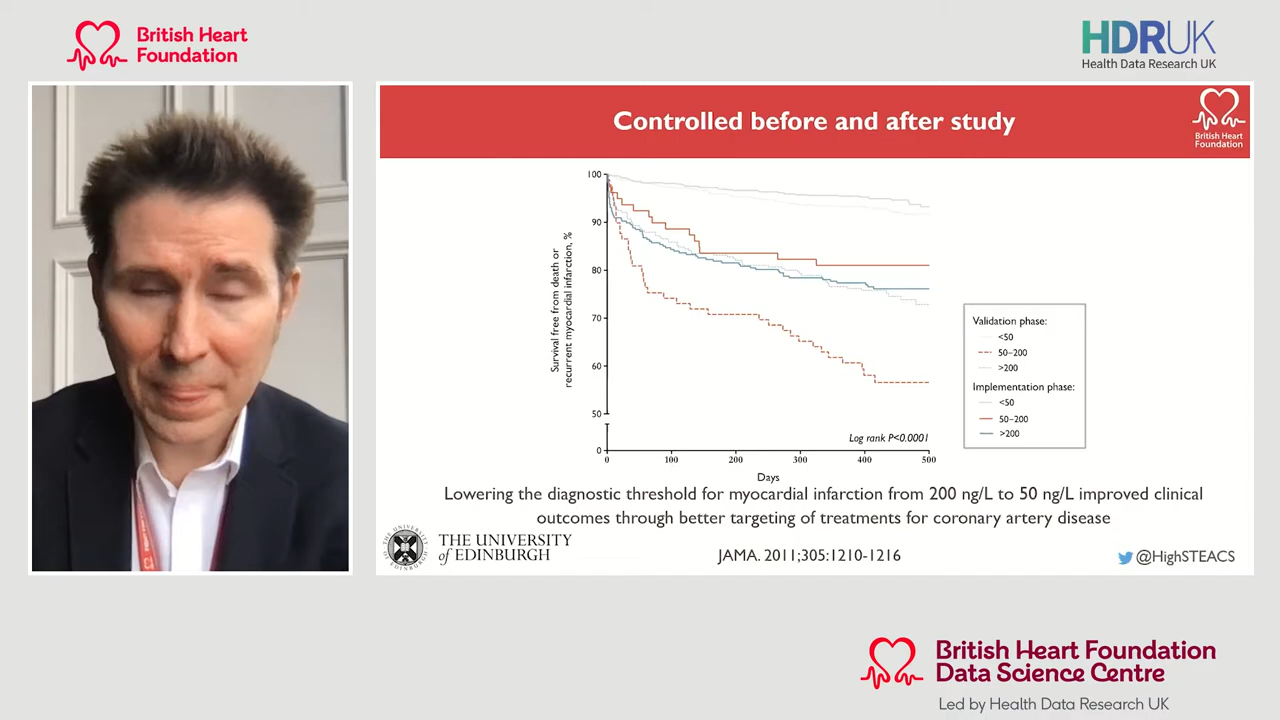 British Heart
Foundation
HDRUK
Health Data Research UK
Controlled before and after study
British Heart
Foundation
Survival free from death or
recurrent myocardial infarction, %
100
90
80
70
60
50
0
0
100
200
300
400
500
Days
Log rank P<0.0001
Validation phase:
<50
50–200
>200
Implementation phase:
<50
50–200
>200
Lowering the diagnostic threshold for myocardial infarction from 200 ng/L to 50 ng/L improved clinical
outcomes through better targeting of treatments for coronary artery disease
THE UNIVERSITY
of EDINBURGH
JAMA. 2011;305:1210-1216
@HighSTEACS
British Heart Foundation
Data Science Centre
Led by Health Data Research UK